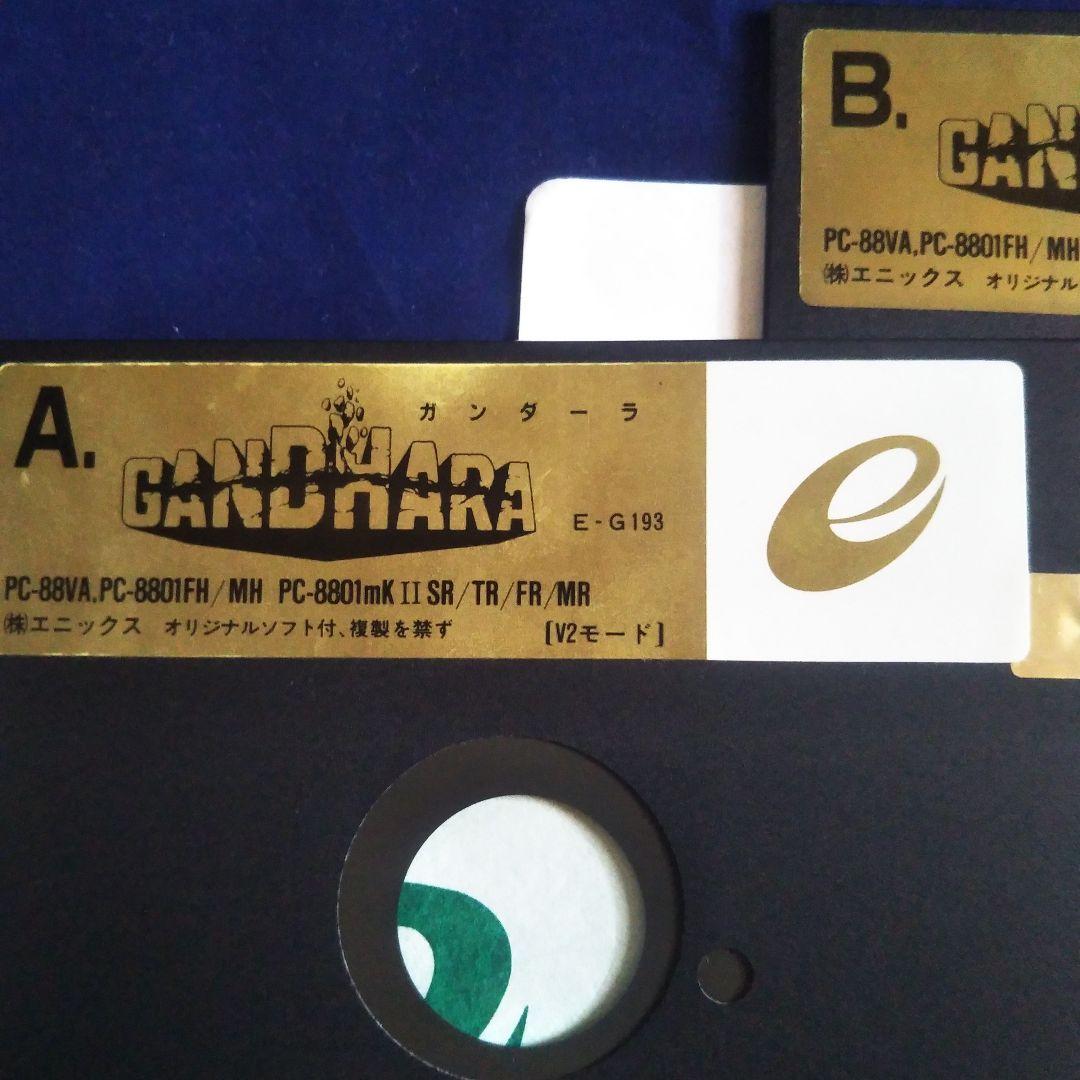 B.
GAN
PC-88VA,PC-8801FH/MH
㈱エニックス オリジナル
A.
ガンダーラ
GANDHARA
E-G193
PC-88VA,PC-8801FH/MH PC-8801mKII SR/TR/FR/MR
㈱エニックス オリジナルソフト付、複製を禁ず [V2モード]
e